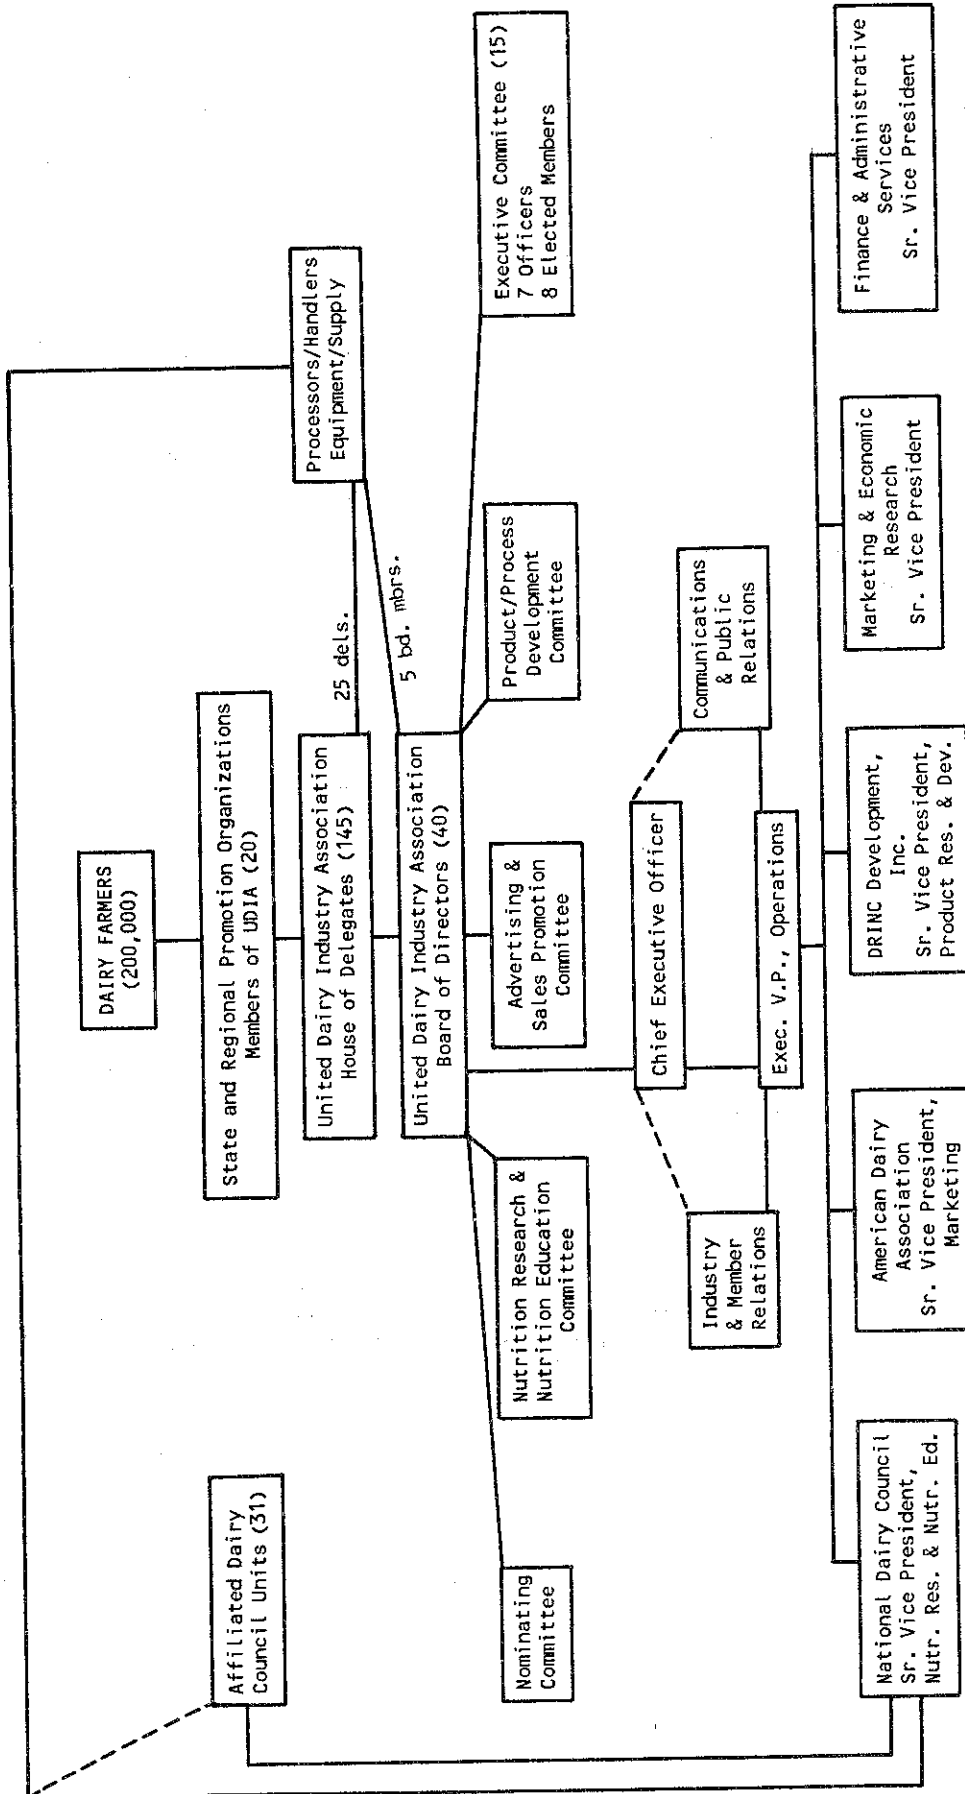 DAIRY FARMERS
(200,000)
State and Regional Promotion Organizations
Members of UDIA (20)
Affiliated Dairy
Council Units (31)
United Dairy Industry Association
House of Delegates (145)
25 dels.
Processors/Handlers
Equipment/Supply
5 bd. mbrs.
United Dairy Industry Association
Board of Directors (40)
Nominating
Committee
Nutrition Research &
Nutrition Education
Committee
Advertising &
Sales Promotion
Committee
Product/Process
Development
Committee
Executive Committee (15)
7 Officers
8 Elected Members
Chief Executive Officer
Industry
& Member
Relations
Communications
& Public
Relations
Exec. V.P., Operations
National Dairy Council
Sr. Vice President,
Nutr. Res. & Nutr. Ed.
American Dairy
Association
Sr. Vice President,
Marketing
DRINC Development,
Inc.
Sr. Vice President,
Product Res. & Dev.
Marketing & Economic
Research
Sr. Vice President
Finance & Administrative
Services
Sr. Vice President